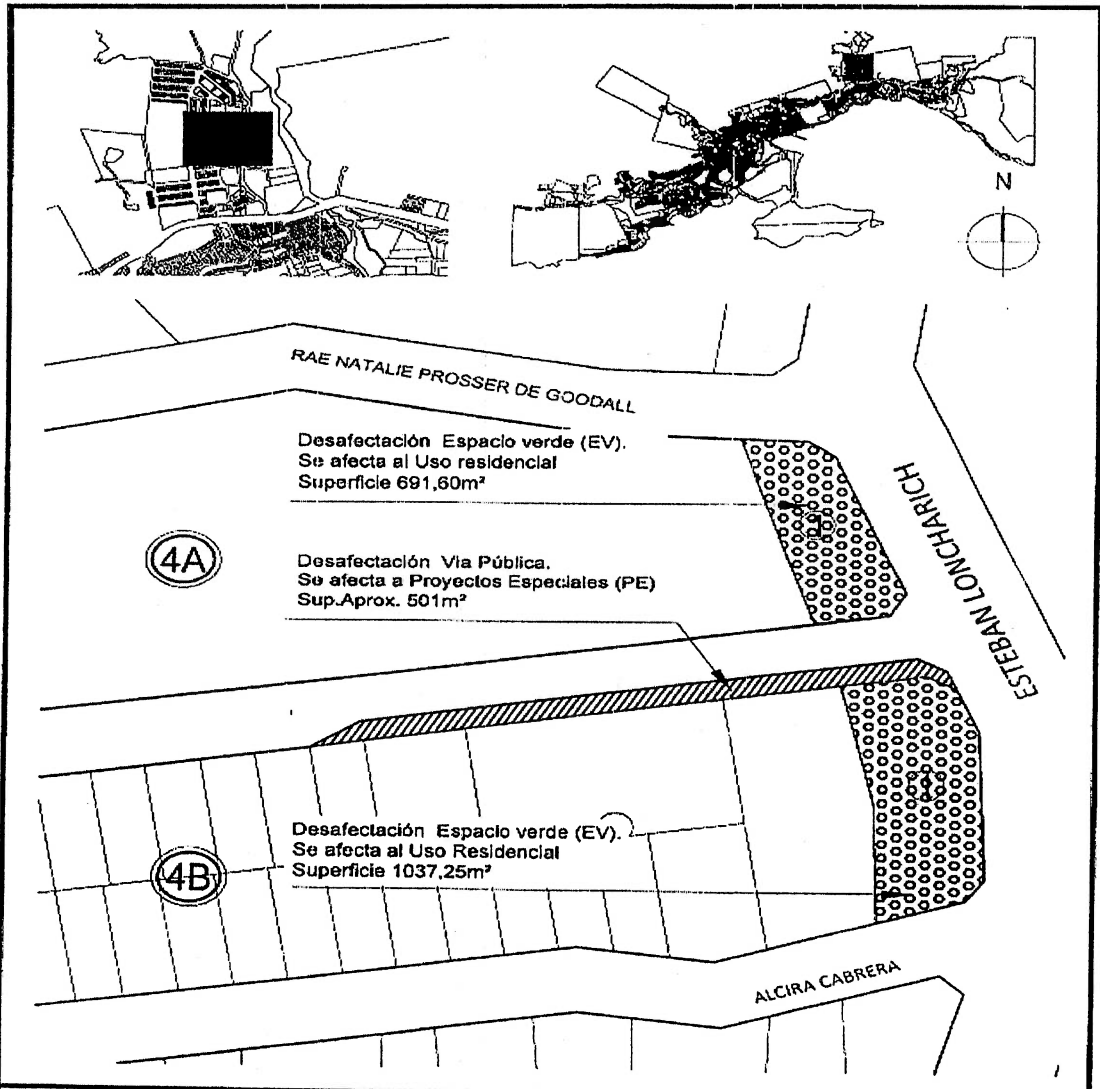 N
RAE NATALIE PROSSER DE GOODALL
Desafectación Espacio verde (EV).
Se afecta al Uso residencial
Superficie 691,60m²
1
ESTEBAN LONCHARICH
4A
Desafectación Vía Pública.
Se afecta a Proyectos Especiales (PE)
Sup.Aprox. 501m²
1
Desafectación Espacio verde (EV).
Se afecta al Uso Residencial
Superficie 1037,25m²
4B
ALCIRA CABRERA